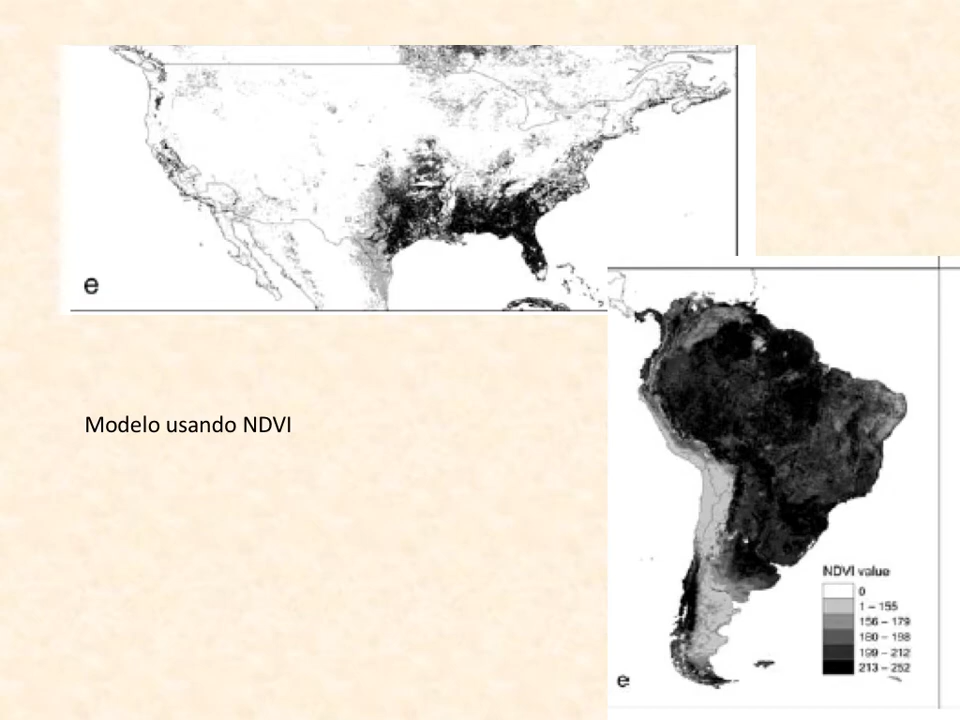 e
Modelo usando NDVI
NDVI value
0
1 – 155
156 – 179
180 – 198
199 – 212
213 – 252
e